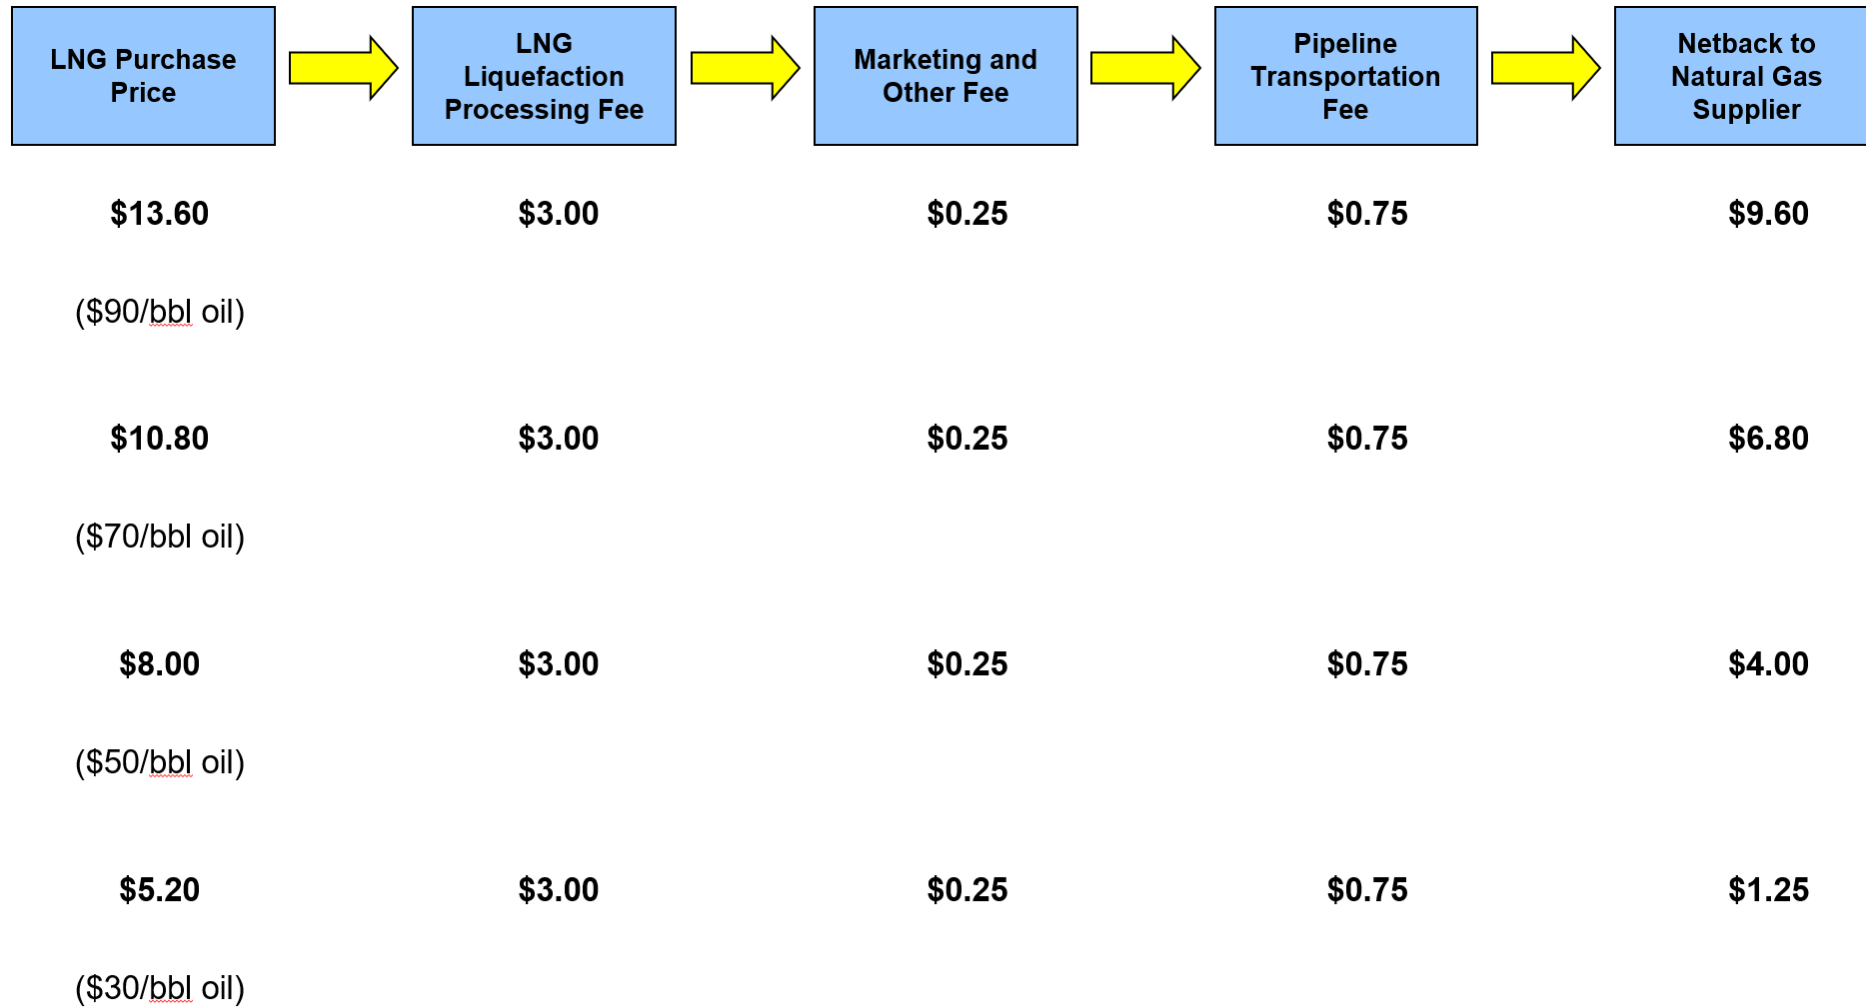 LNG Purchase
Price
LNG
Liquefaction
Processing Fee
Marketing and
Other Fee
Pipeline
Transportation
Fee
Netback to
Natural Gas
Supplier
$13.60 $3.00 $0.25 $0.75 $9.60
($90/bbl oil)
$10.80 $3.00 $0.25 $0.75 $6.80
($70/bbl oil)
$8.00 $3.00 $0.25 $0.75 $4.00
($50/bbl oil)
$5.20 $3.00 $0.25 $0.75 $1.25
($30/bbl oil)